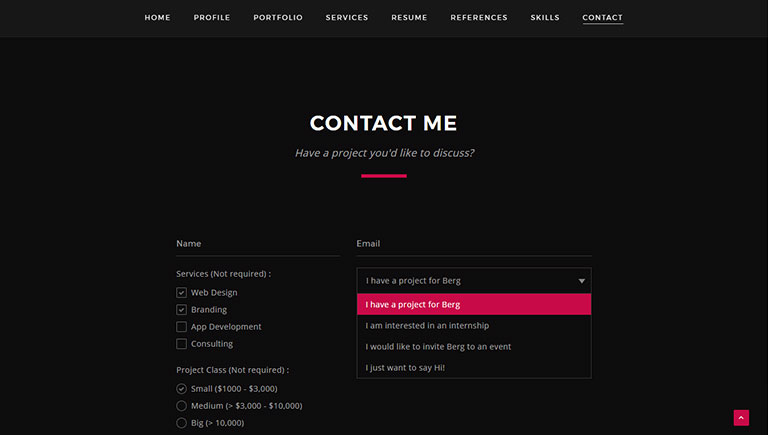 HOME PROFILE PORTFOLIO SERVICES RESUME REFERENCES SKILLS CONTACT
CONTACT ME
Have a project you'd like to discuss?
Name
Email
Services (Not required) :
Web Design
Branding
App Development
Consulting
Project Class (Not required) :
Small ($1000 - $3,000)
Medium (> $3,000 - $10,000)
Big (> 10,000)
I have a project for Berg
I have a project for Berg
I am interested in an internship
I would like to invite Berg to an event
I just want to say Hi!